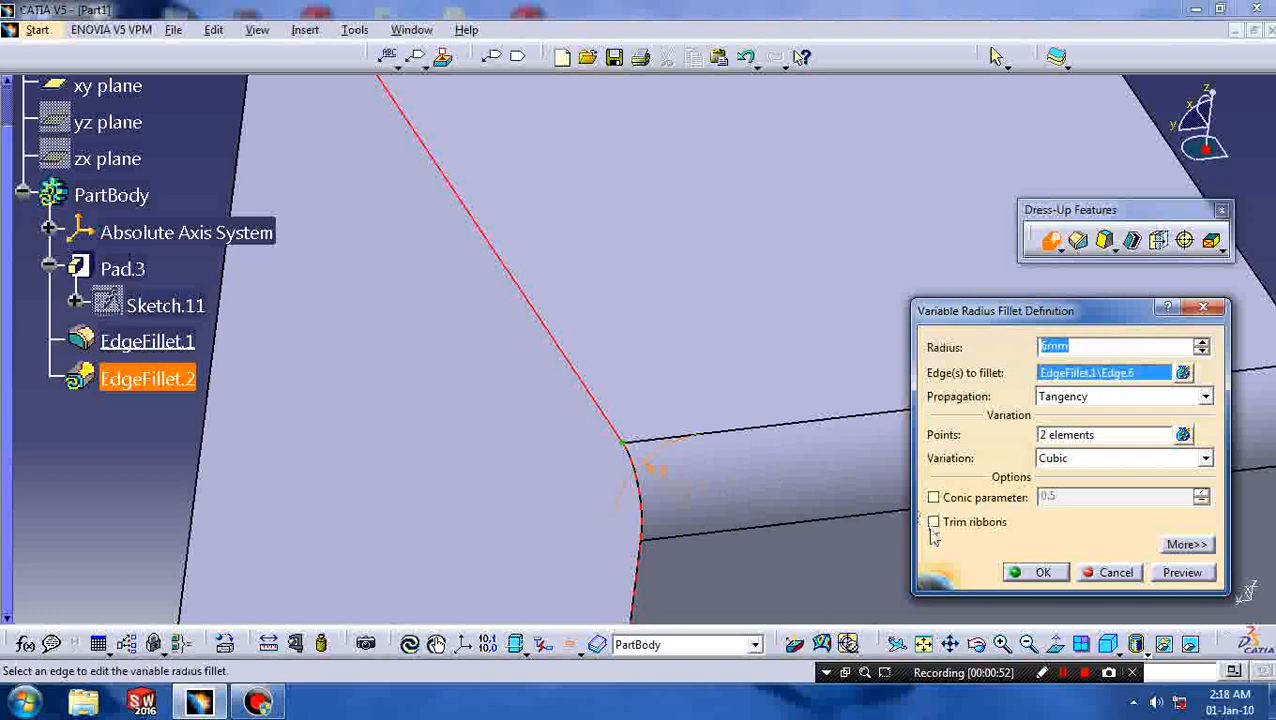 CATIA V5 - [Part1]
Start ENOVIA V5 VPM File Edit View Insert Tools Window Help
xy plane
yz plane
zx plane
PartBody
Absolute Axis System
Pad.3
Sketch.11
EdgeFillet.1
EdgeFillet.2
z
x
y
Dress-Up Features
Variable Radius Fillet Definition
Radius: 6mm
Edge(s) to fillet: EdgeFillet.1\Edge.6
Propagation: Tangency
Variation
Points: 2 elements
Variation: Cubic
Options
Conic parameter: 0.5
Trim ribbons
More>>
OK Cancel Preview
PartBody
CATIA
Select an edge to edit the variable radius fillet.
Recording [00:00:52]
2:18 AM
01-Jan-10